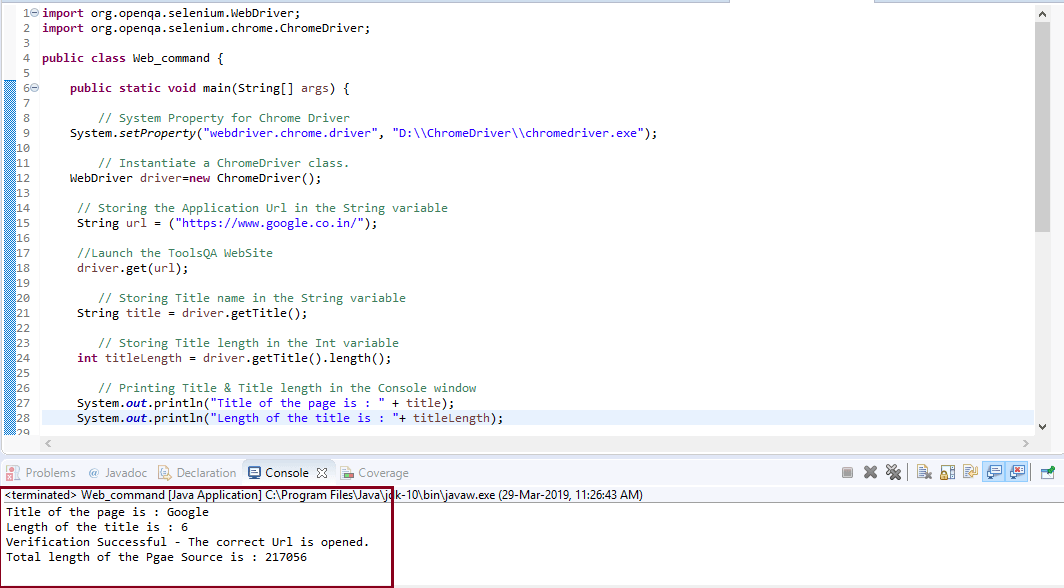 1 import org.openqa.selenium.WebDriver;
2 import org.openqa.selenium.chrome.ChromeDriver;
3
4 public class Web_command {
5
6 public static void main(String[] args) {
7
8 // System Property for Chrome Driver
9 System.setProperty("webdriver.chrome.driver", "D:\\ChromeDriver\\chromedriver.exe");
10
11 // Instantiate a ChromeDriver class.
12 WebDriver driver=new ChromeDriver();
13
14 // Storing the Application Url in the String variable
15 String url = ("https://www.google.co.in/");
16
17 //Launch the ToolsQA WebSite
18 driver.get(url);
19
20 // Storing Title name in the String variable
21 String title = driver.getTitle();
22
23 // Storing Title length in the Int variable
24 int titleLength = driver.getTitle().length();
25
26 // Printing Title & Title length in the Console window
27 System.out.println("Title of the page is : " + title);
28 System.out.println("Length of the title is : "+ titleLength);
29
Problems @ Javadoc Declaration Console Coverage
<terminated> Web_command [Java Application] C:\Program Files\Java\jdk-10\bin\javaw.exe (29-Mar-2019, 11:26:43 AM)
Title of the page is : Google
Length of the title is : 6
Verification Successful - The correct Url is opened.
Total length of the Pgae Source is : 217056